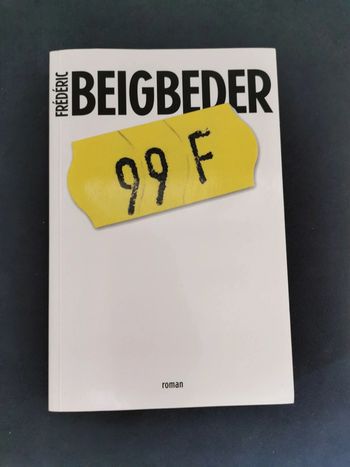 FRÉDÉRIC
BEIGBEDER
99 F
roman